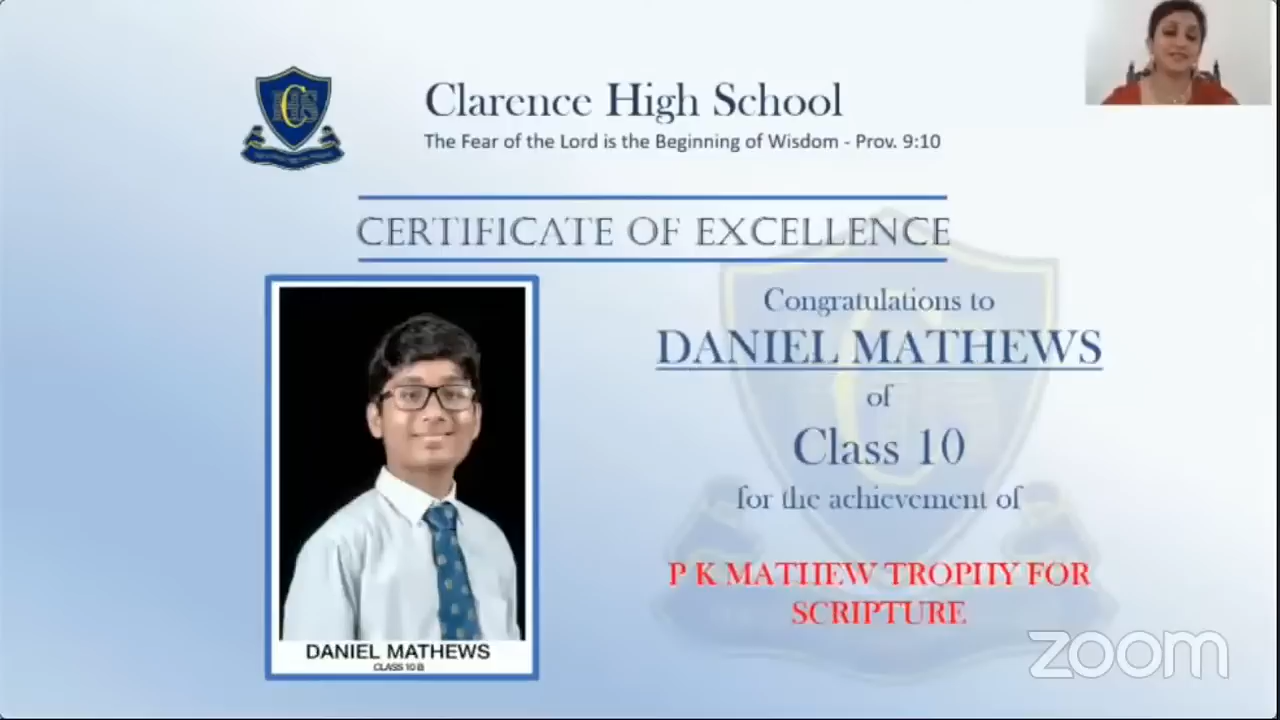 Clarence High School
The Fear of the Lord is the Beginning of Wisdom - Prov. 9:10
CERTIFICATE OF EXCELLENCE
Congratulations to
DANIEL MATHEWS
of
Class 10
for the achievement of
P K MATHEW TROPHY FOR
SCRIPTURE
DANIEL MATHEWS
CLASS 10 B
zoom